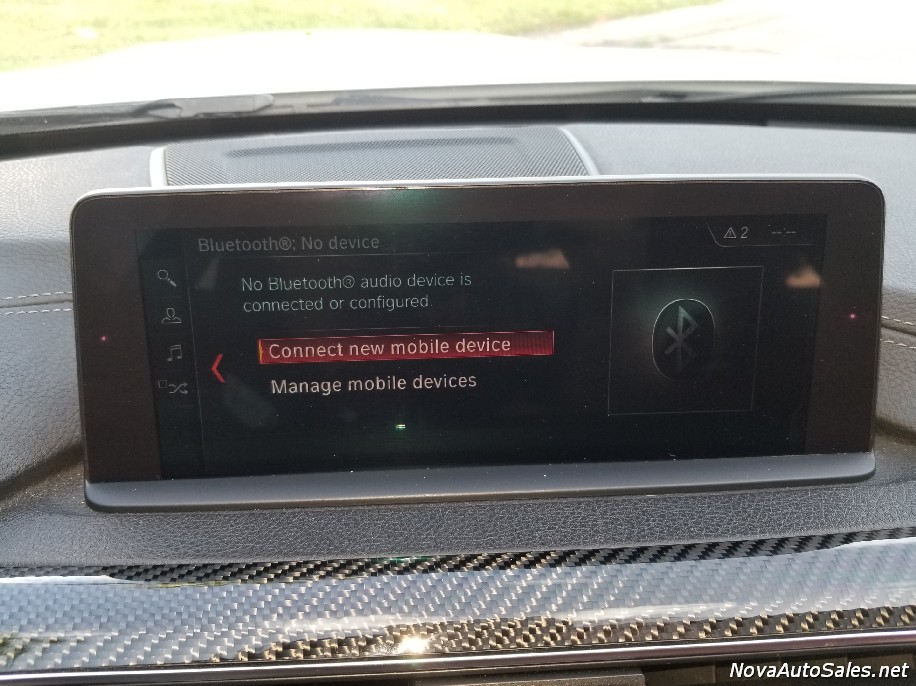 Bluetooth®; No device
2 --:--
No Bluetooth® audio device is
connected or configured.
Connect new mobile device
Manage mobile devices
NovaAutoSales.net